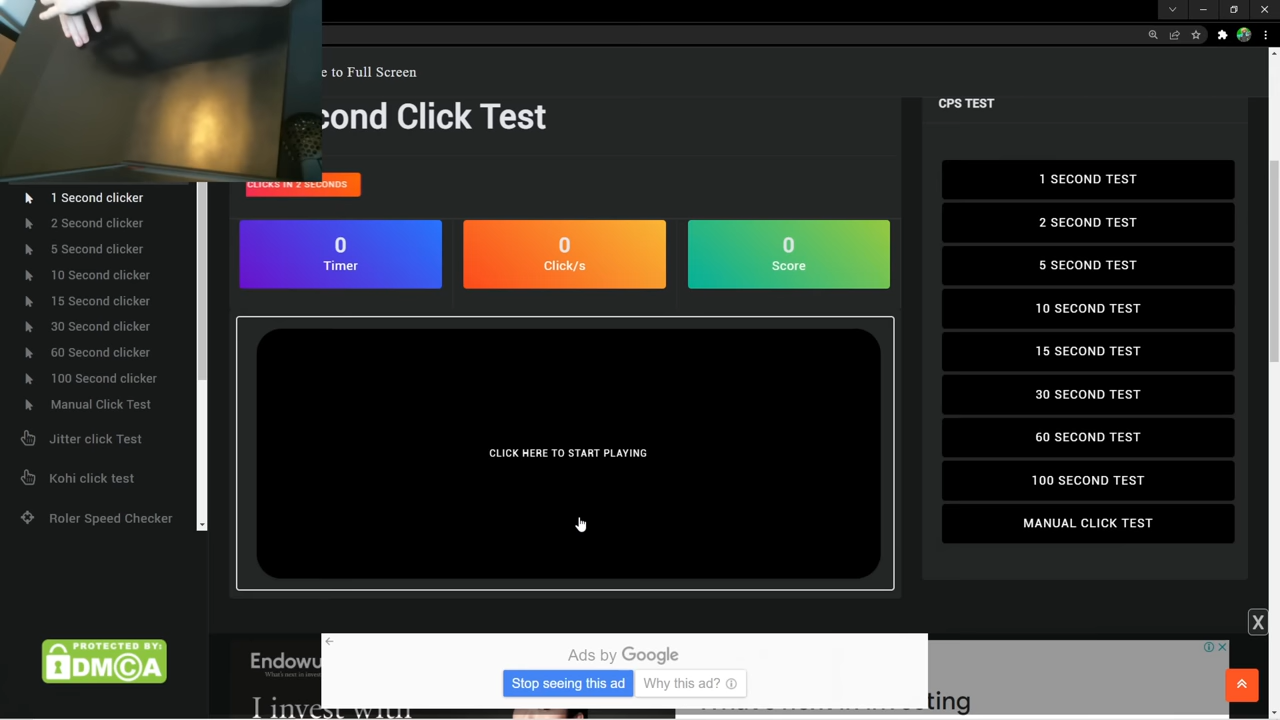 e to Full Screen
cond Click Test
CLICKS IN 2 SECONDS
0
Timer
0
Click/s
0
Score
CLICK HERE TO START PLAYING
1 Second clicker
2 Second clicker
5 Second clicker
10 Second clicker
15 Second clicker
30 Second clicker
60 Second clicker
100 Second clicker
Manual Click Test
Jitter click Test
Kohi click test
Roler Speed Checker
PROTECTED BY:
DMCA
CPS TEST
1 SECOND TEST
2 SECOND TEST
5 SECOND TEST
10 SECOND TEST
15 SECOND TEST
30 SECOND TEST
60 SECOND TEST
100 SECOND TEST
MANUAL CLICK TEST
X
Endowu
What's next in inves
I invest with
Ads by Google
Stop seeing this ad
Why this ad?
investing